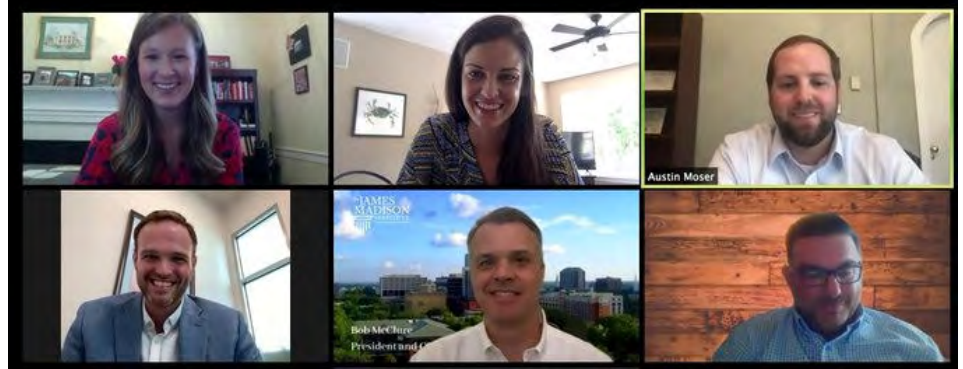 Austin Moser
JAMES
MADISON
Bob McClure
President and